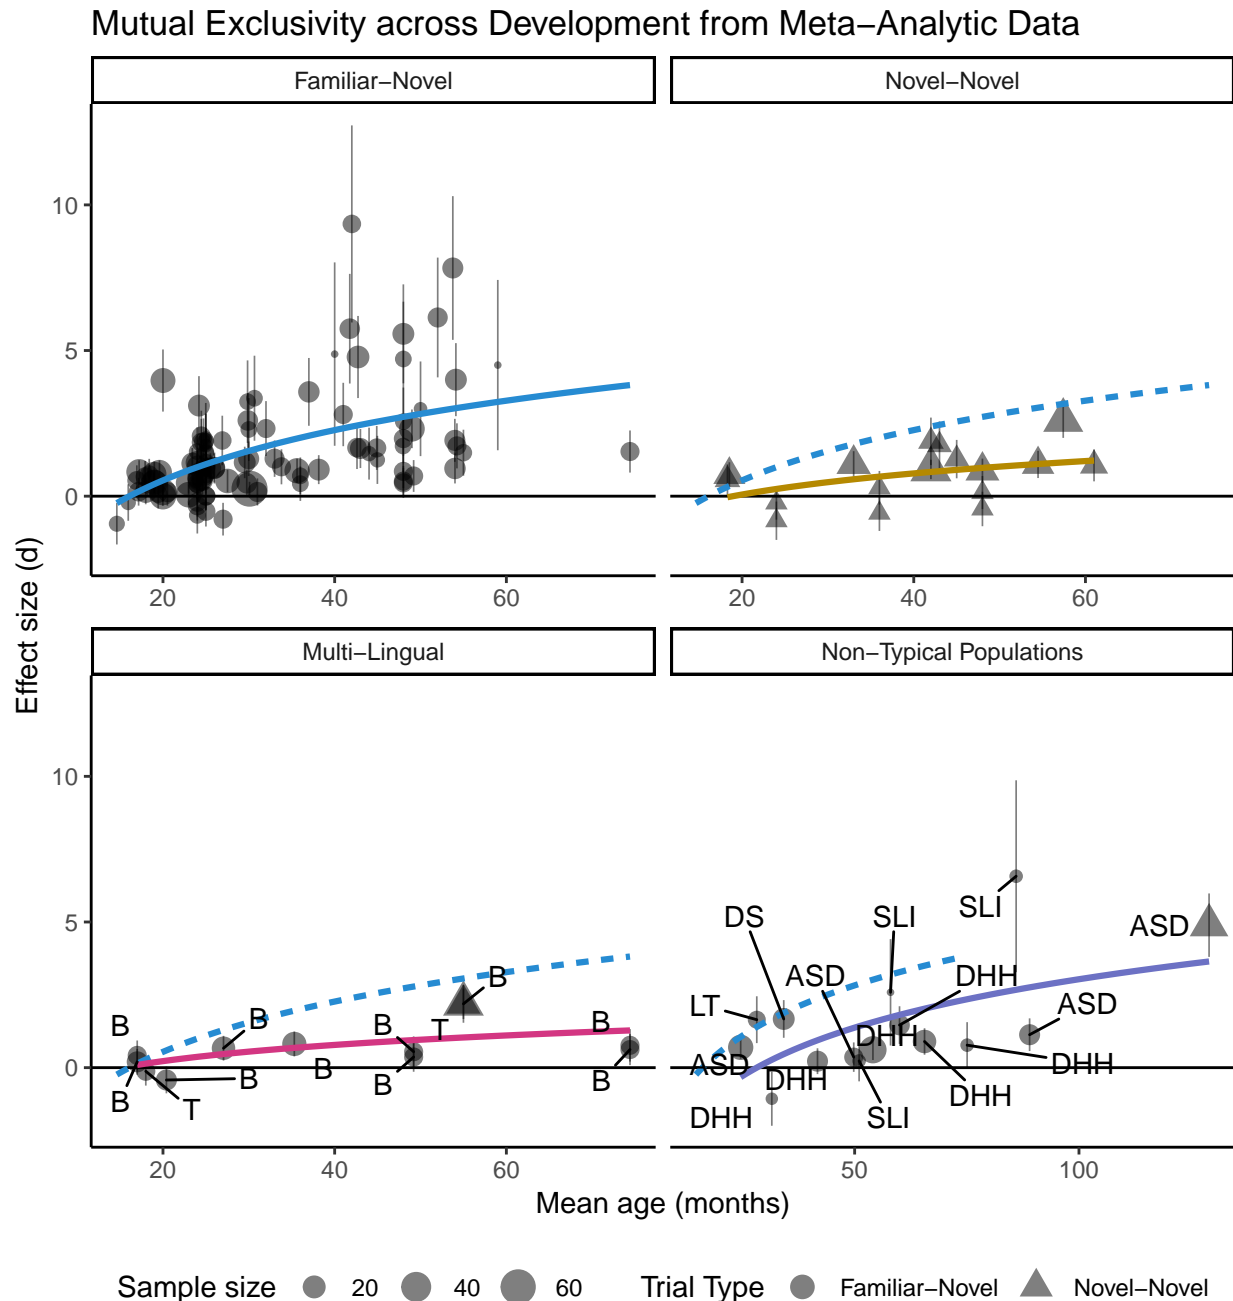 Mutual Exclusivity across Development from Meta−Analytic Data
Familiar−Novel
Novel−Novel
10
5
0
20
40
60
20
40
60
Effect size (d)
Multi−Lingual
Non−Typical Populations
10
5
0
B
B
B
T
B
B
B
B
B
T
B
B
B
DS
SLI
SLI
ASD
ASD
DHH
ASD
LT
DHH
ASD
DHH
DHH
DHH
DHH
SLI
20
40
60
50
100
Mean age (months)
Sample size 20 40 60 Trial Type Familiar−Novel Novel−Novel